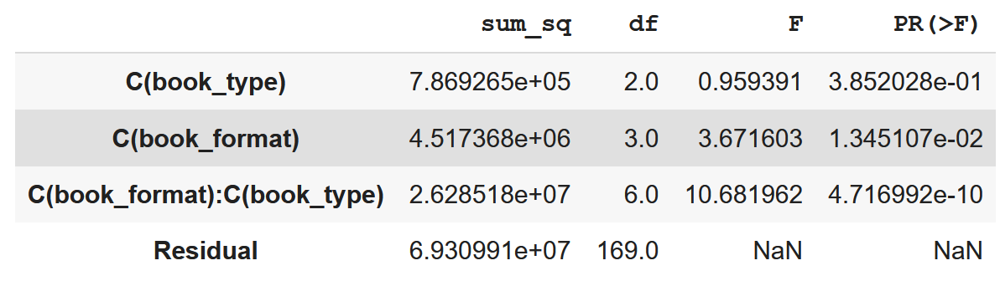 sum_sq df F PR(>F)
C(book_type) 7.869265e+05 2.0 0.959391 3.852028e-01
C(book_format) 4.517368e+06 3.0 3.671603 1.345107e-02
C(book_format):C(book_type) 2.628518e+07 6.0 10.681962 4.716992e-10
Residual 6.930991e+07 169.0 NaN NaN